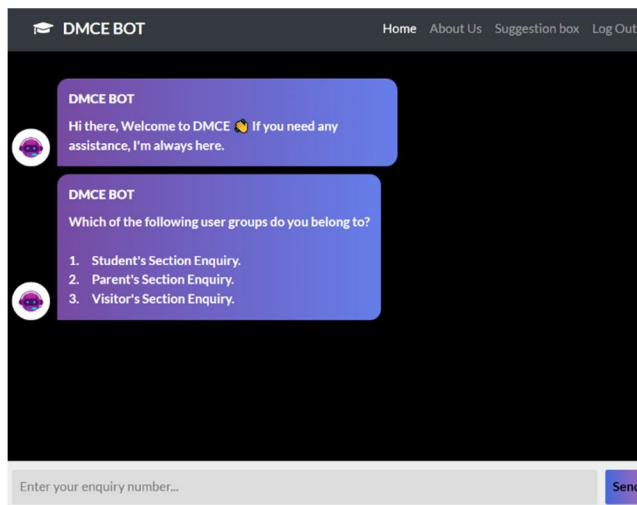 DMCE BOT
Home About Us Suggestion box Log Out
DMCE BOT
Hi there, Welcome to DMCE 👋 If you need any
assistance, I'm always here.
DMCE BOT
Which of the following user groups do you belong to?
1. Student's Section Enquiry.
2. Parent's Section Enquiry.
3. Visitor's Section Enquiry.
Enter your enquiry number...
Send